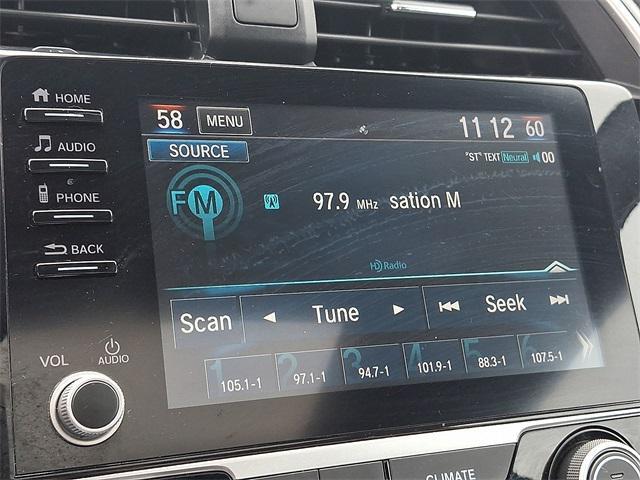 HOME
AUDIO
PHONE
BACK
VOL
AUDIO
58 MENU 11 12 60
SOURCE
"ST" TEXT Neural 00
FM 97.9 MHz sation M
HD Radio
Scan ◄ Tune ► Seek
1 105.1-1 2 97.1-1 3 94.7-1 4 101.9-1 5 88.3-1 6 107.5-1
CLIMATE